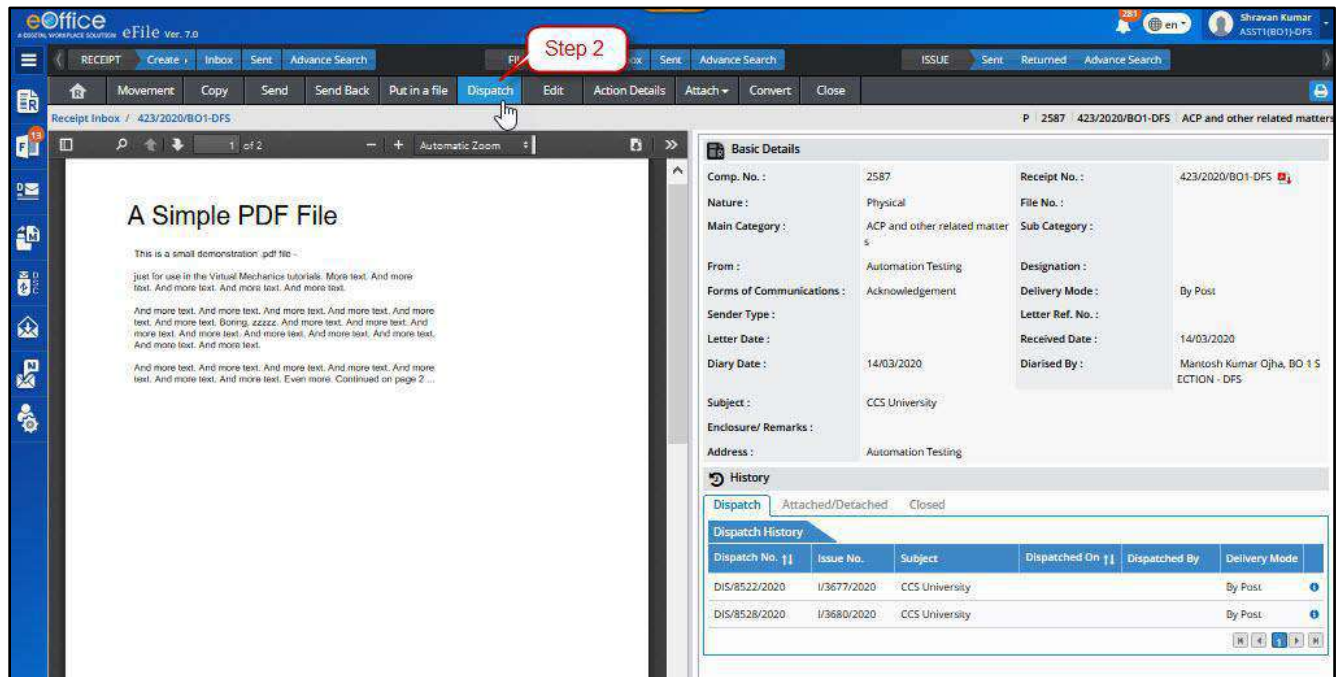 eOffice
A DIGITAL WORKPLACE SOLUTION eFile Ver. 7.0
281
en
Shravan Kumar
ASST1(BO1)-DFS
RECEIPT Create Inbox Sent Advance Search
Sent Advance Search
ISSUE Sent Returned Advance Search
Step 2
Movement Copy Send Send Back Put in a file Dispatch Edit Action Details Attach Convert Close
Receipt Inbox / 423/2020/BO1-DFS
P 2587 423/2020/BO1-DFS ACP and other related matters
13
1 of 2 Automatic Zoom
A Simple PDF File
This is a small demonstration .pdf file -
just for use in the Virtual Mechanics tutorials. More text. And more
text. And more text. And more text. And more text.
And more text. And more text. And more text. And more text. And more
text. And more text. Boring, zzzzz. And more text. And more text. And
more text. And more text. And more text. And more text. And more text.
And more text. And more text.
And more text. And more text. And more text. And more text. And more
text. And more text. And more text. Even more. Continued on page 2 ...
Basic Details
Comp. No. : 2587 Receipt No. : 423/2020/BO1-DFS
Nature : Physical File No. :
Main Category : ACP and other related matter Sub Category :
s
From : Automation Testing Designation :
Forms of Communications : Acknowledgement Delivery Mode : By Post
Sender Type : Letter Ref. No. :
Letter Date : Received Date : 14/03/2020
Diary Date : 14/03/2020 Diarised By : Mantosh Kumar Ojha, BO 1 S
ECTION - DFS
Subject : CCS University
Enclosure/ Remarks :
Address : Automation Testing
History
Dispatch Attached/Detached Closed
Dispatch History
Dispatch No. Issue No. Subject Dispatched On Dispatched By Delivery Mode
DIS/8522/2020 I/3677/2020 CCS University By Post
DIS/8528/2020 I/3680/2020 CCS University By Post
1